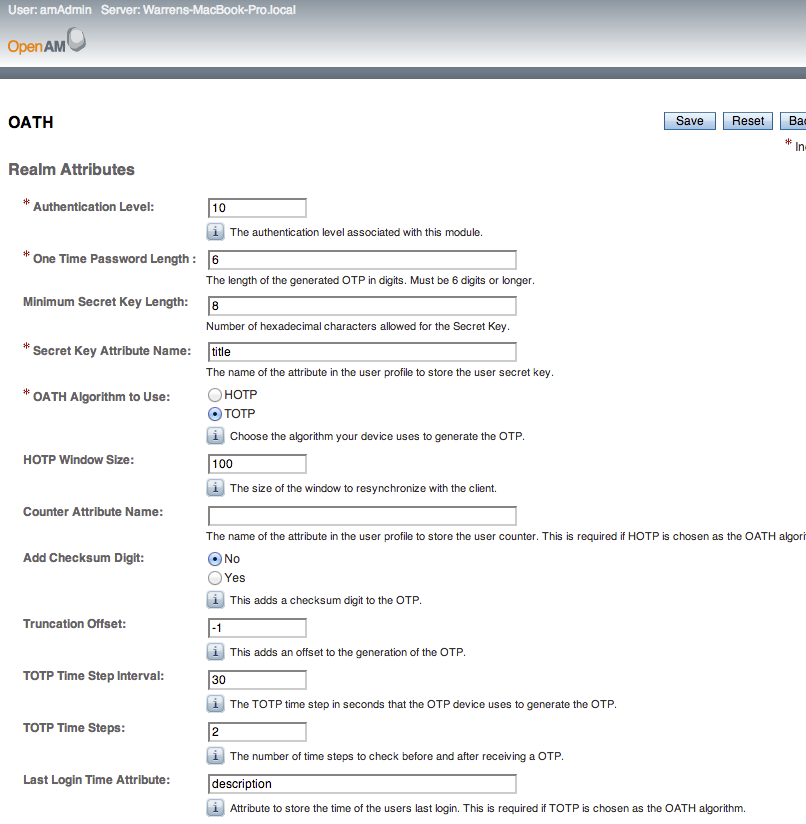 User: amAdmin Server: Warrens-MacBook-Pro.local
OpenAM
OATH
Save Reset Bac
* In
Realm Attributes
* Authentication Level:
10
i The authentication level associated with this module.
* One Time Password Length :
6
The length of the generated OTP in digits. Must be 6 digits or longer.
Minimum Secret Key Length:
8
Number of hexadecimal characters allowed for the Secret Key.
* Secret Key Attribute Name:
title
The name of the attribute in the user profile to store the user secret key.
* OATH Algorithm to Use:
HOTP
TOTP
i Choose the algorithm your device uses to generate the OTP.
HOTP Window Size:
100
i The size of the window to resynchronize with the client.
Counter Attribute Name:
The name of the attribute in the user profile to store the user counter. This is required if HOTP is chosen as the OATH algori
Add Checksum Digit:
No
Yes
i This adds a checksum digit to the OTP.
Truncation Offset:
-1
i This adds an offset to the generation of the OTP.
TOTP Time Step Interval:
30
i The TOTP time step in seconds that the OTP device uses to generate the OTP.
TOTP Time Steps:
2
i The number of time steps to check before and after receiving a OTP.
Last Login Time Attribute:
description
i Attribute to store the time of the users last login. This is required if TOTP is chosen as the OATH algorithm.